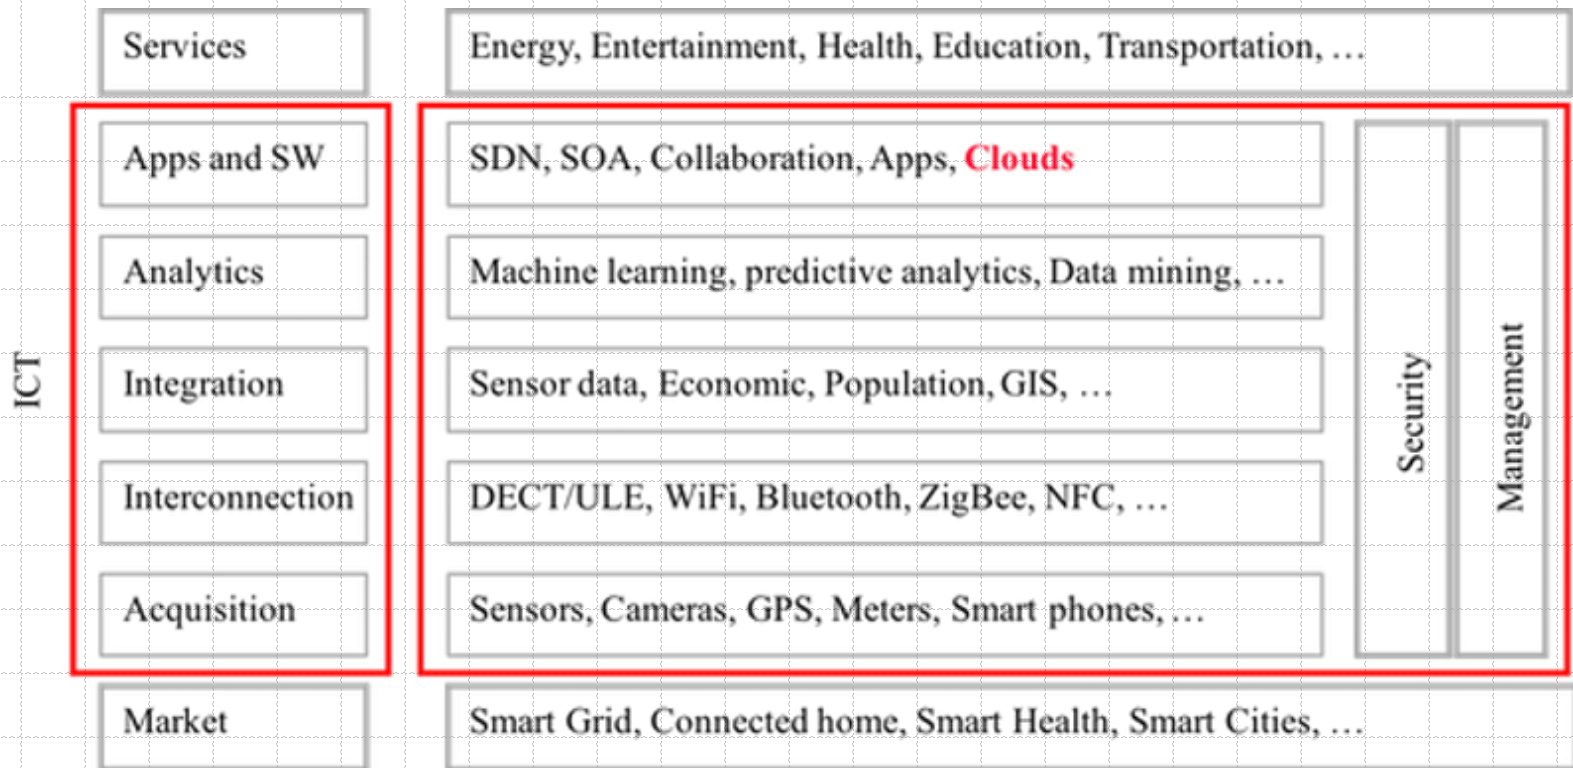 Services
Energy, Entertainment, Health, Education, Transportation, …
Apps and SW
SDN, SOA, Collaboration, Apps, Clouds
Analytics
Machine learning, predictive analytics, Data mining, …
Integration
Sensor data, Economic, Population, GIS, …
Interconnection
DECT/ULE, WiFi, Bluetooth, ZigBee, NFC, …
Acquisition
Sensors, Cameras, GPS, Meters, Smart phones, …
Market
Smart Grid, Connected home, Smart Health, Smart Cities, …
ICT
Security
Management